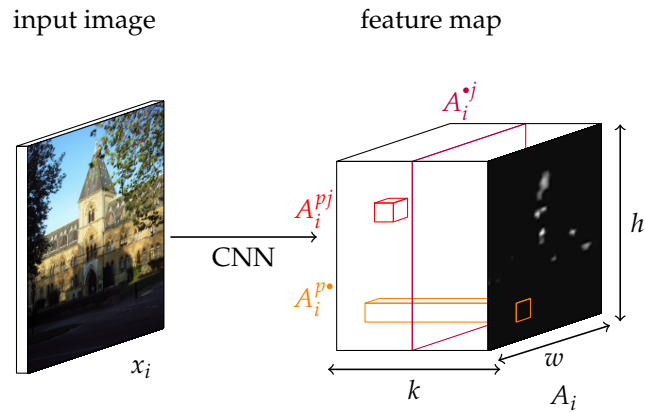 input image
feature map
A_i^{•j}
A_i^{pj}
A_i^{p•}
CNN
h
w
k
x_i
A_i